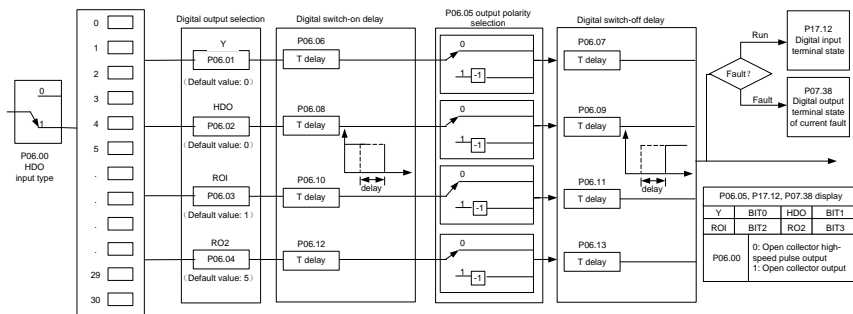 0
1
P06.00
HDO
input type
0
1
2
3
4
5
.
.
.
.
29
30
Digital output selection
Y
P06.01
(Default value: 0)
HDO
P06.02
(Default value: 0)
ROI
P06.03
(Default value: 1)
RO2
P06.04
(Default value: 5)
Digital switch-on delay
P06.06
T delay
P06.08
T delay
delay
P06.10
T delay
P06.12
T delay
P06.05 output polarity
selection
0
1
-1
0
1
-1
0
1
-1
0
1
-1
Digital switch-off delay
P06.07
T delay
P06.09
T delay
delay
P06.11
T delay
P06.13
T delay
Fault?
Run
Fault
P17.12
Digital input
terminal state
P07.38
Digital output
terminal state
of current fault
P06.05, P17.12, P07.38 display
Y BIT0 HDO BIT1
ROI BIT2 RO2 BIT3
P06.00
0: Open collector high-
speed pulse output
1: Open collector output